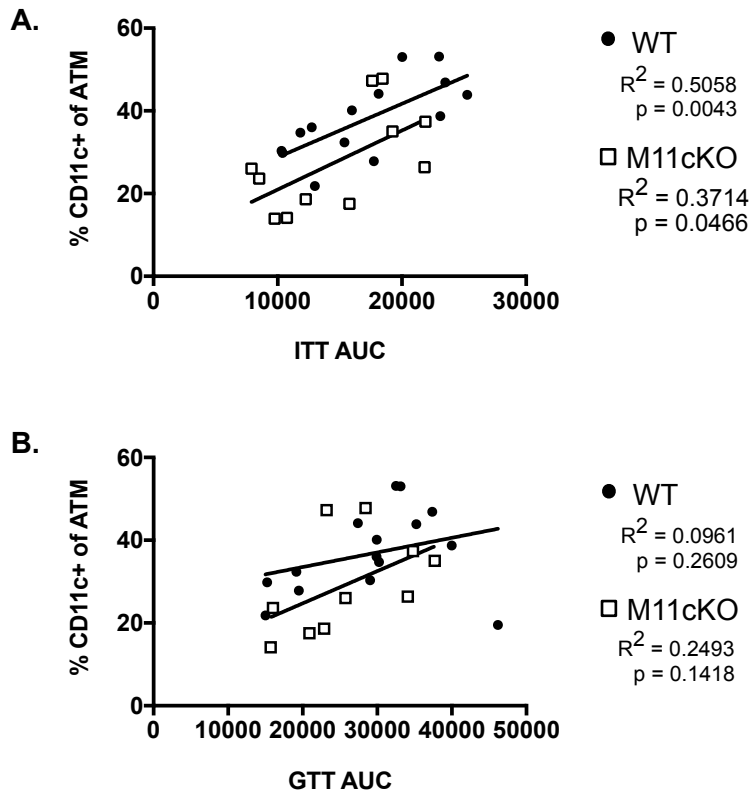 A.
% CD11c+ of ATM
60
40
20
0
0 10000 20000 30000
ITT AUC
WT
R² = 0.5058
p = 0.0043
M11cKO
R² = 0.3714
p = 0.0466
B.
% CD11c+ of ATM
60
40
20
0
0 10000 20000 30000 40000 50000
GTT AUC
WT
R² = 0.0961
p = 0.2609
M11cKO
R² = 0.2493
p = 0.1418